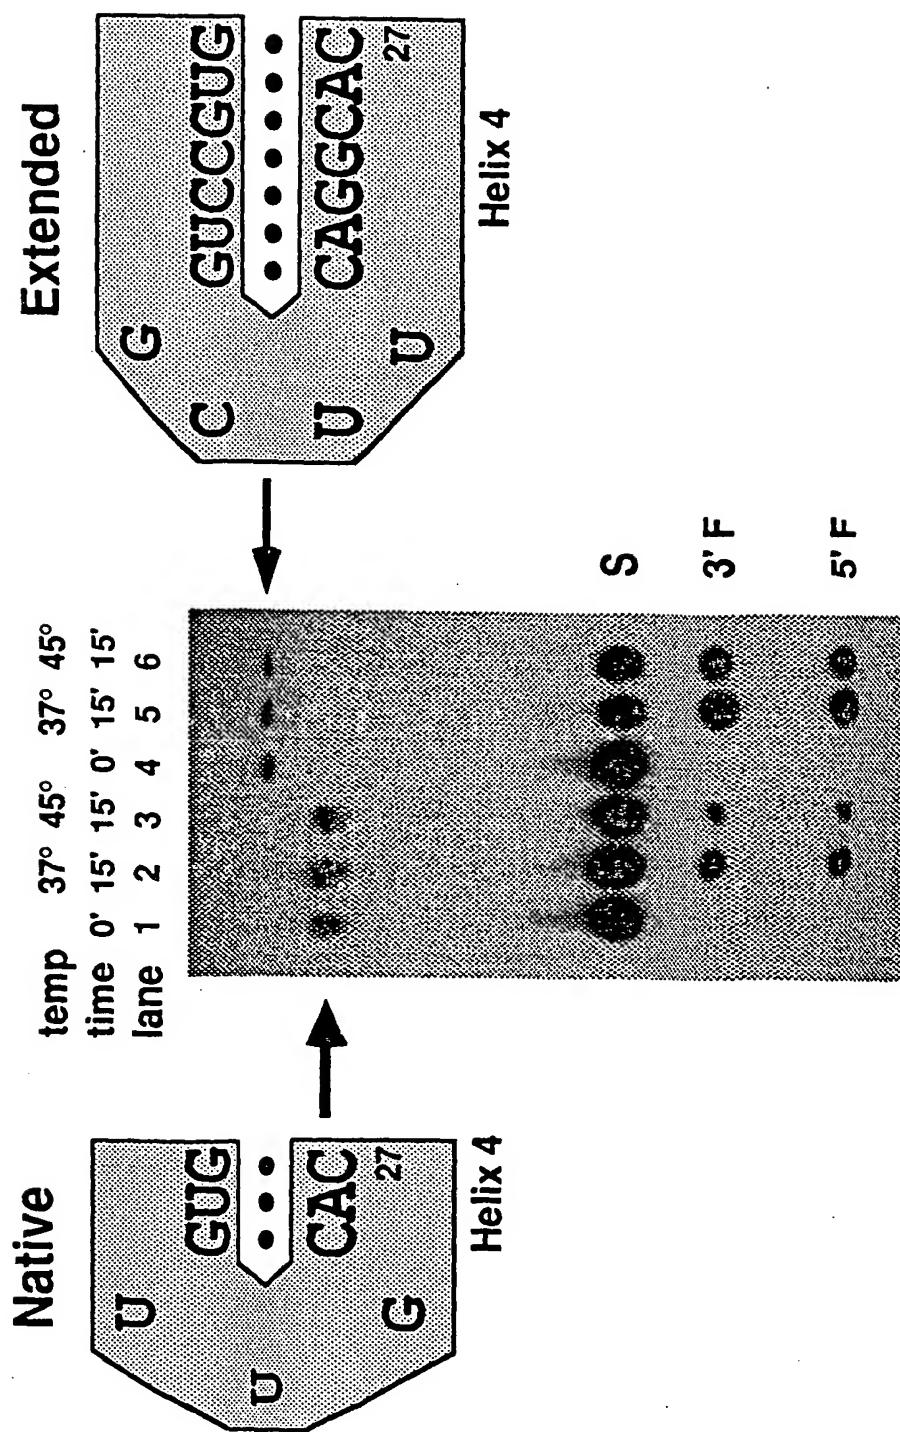 Native
U
U
G
GUG
CAC
27
Helix 4
temp 37° 45° 37° 45°
time 0' 15' 15' 0' 15' 15'
lane 1 2 3 4 5 6
S
3' F
5' F
Extended
G
C
U
U
GUCCGUG
CAGGCAC
27
Helix 4